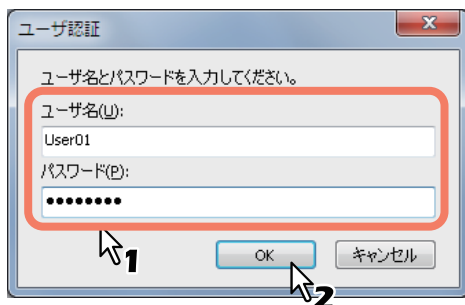 ユーザ認証
ユーザ名とパスワードを入力してください。
ユーザ名(U):
User01
パスワード(P):
●●●●●●●●
1
OK
キャンセル
2